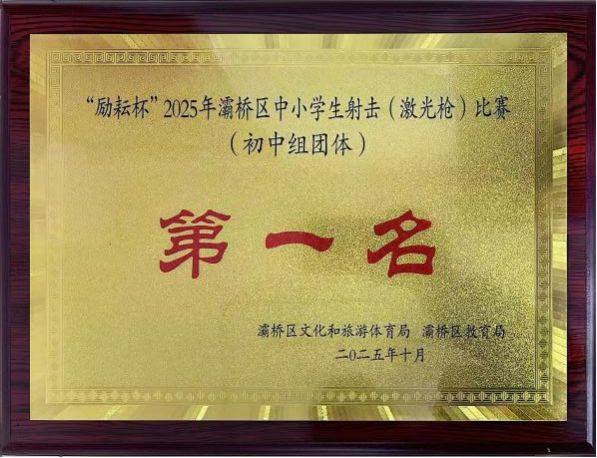 “励耘杯”2025年灞桥区中小学生射击（激光枪）比赛
（初中组团体）
第一名
灞桥区文化和旅游体育局 灞桥区教育局
二〇二五年十月